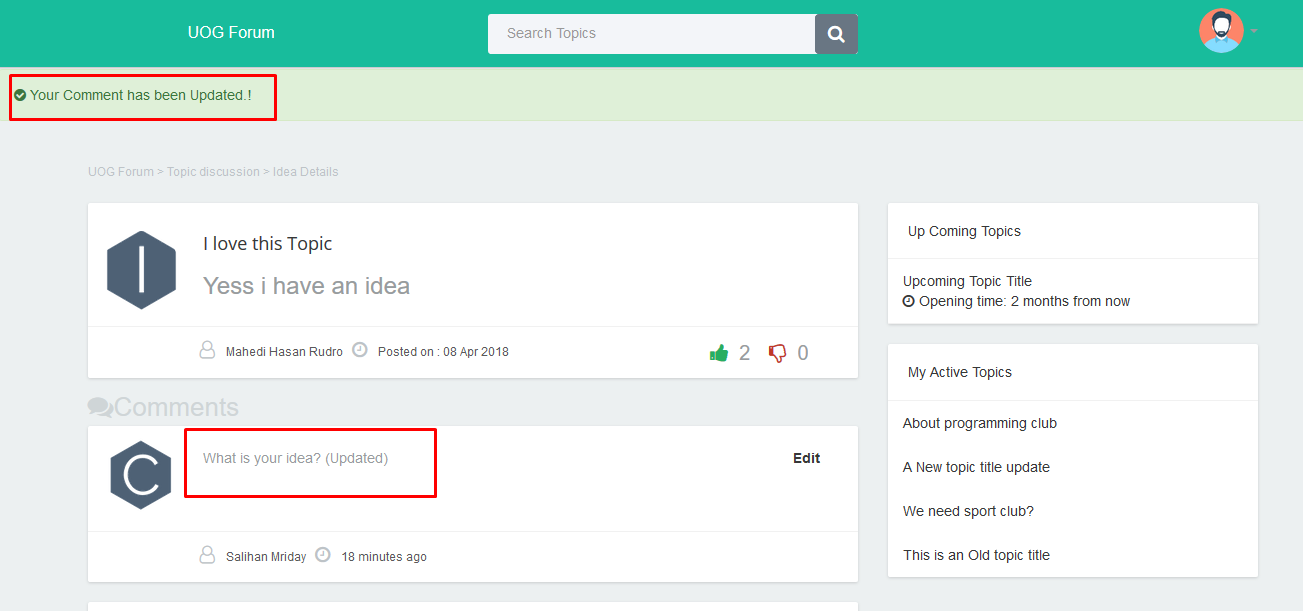 UOG Forum
Search Topics
Your Comment has been Updated.!
UOG Forum > Topic discussion > Idea Details
I
I love this Topic
Yess i have an idea
Mahedi Hasan Rudro
Posted on : 08 Apr 2018
2
0
Comments
C
What is your idea? (Updated)
Edit
Salihan Mriday
18 minutes ago
Up Coming Topics
Upcoming Topic Title
Opening time: 2 months from now
My Active Topics
About programming club
A New topic title update
We need sport club?
This is an Old topic title